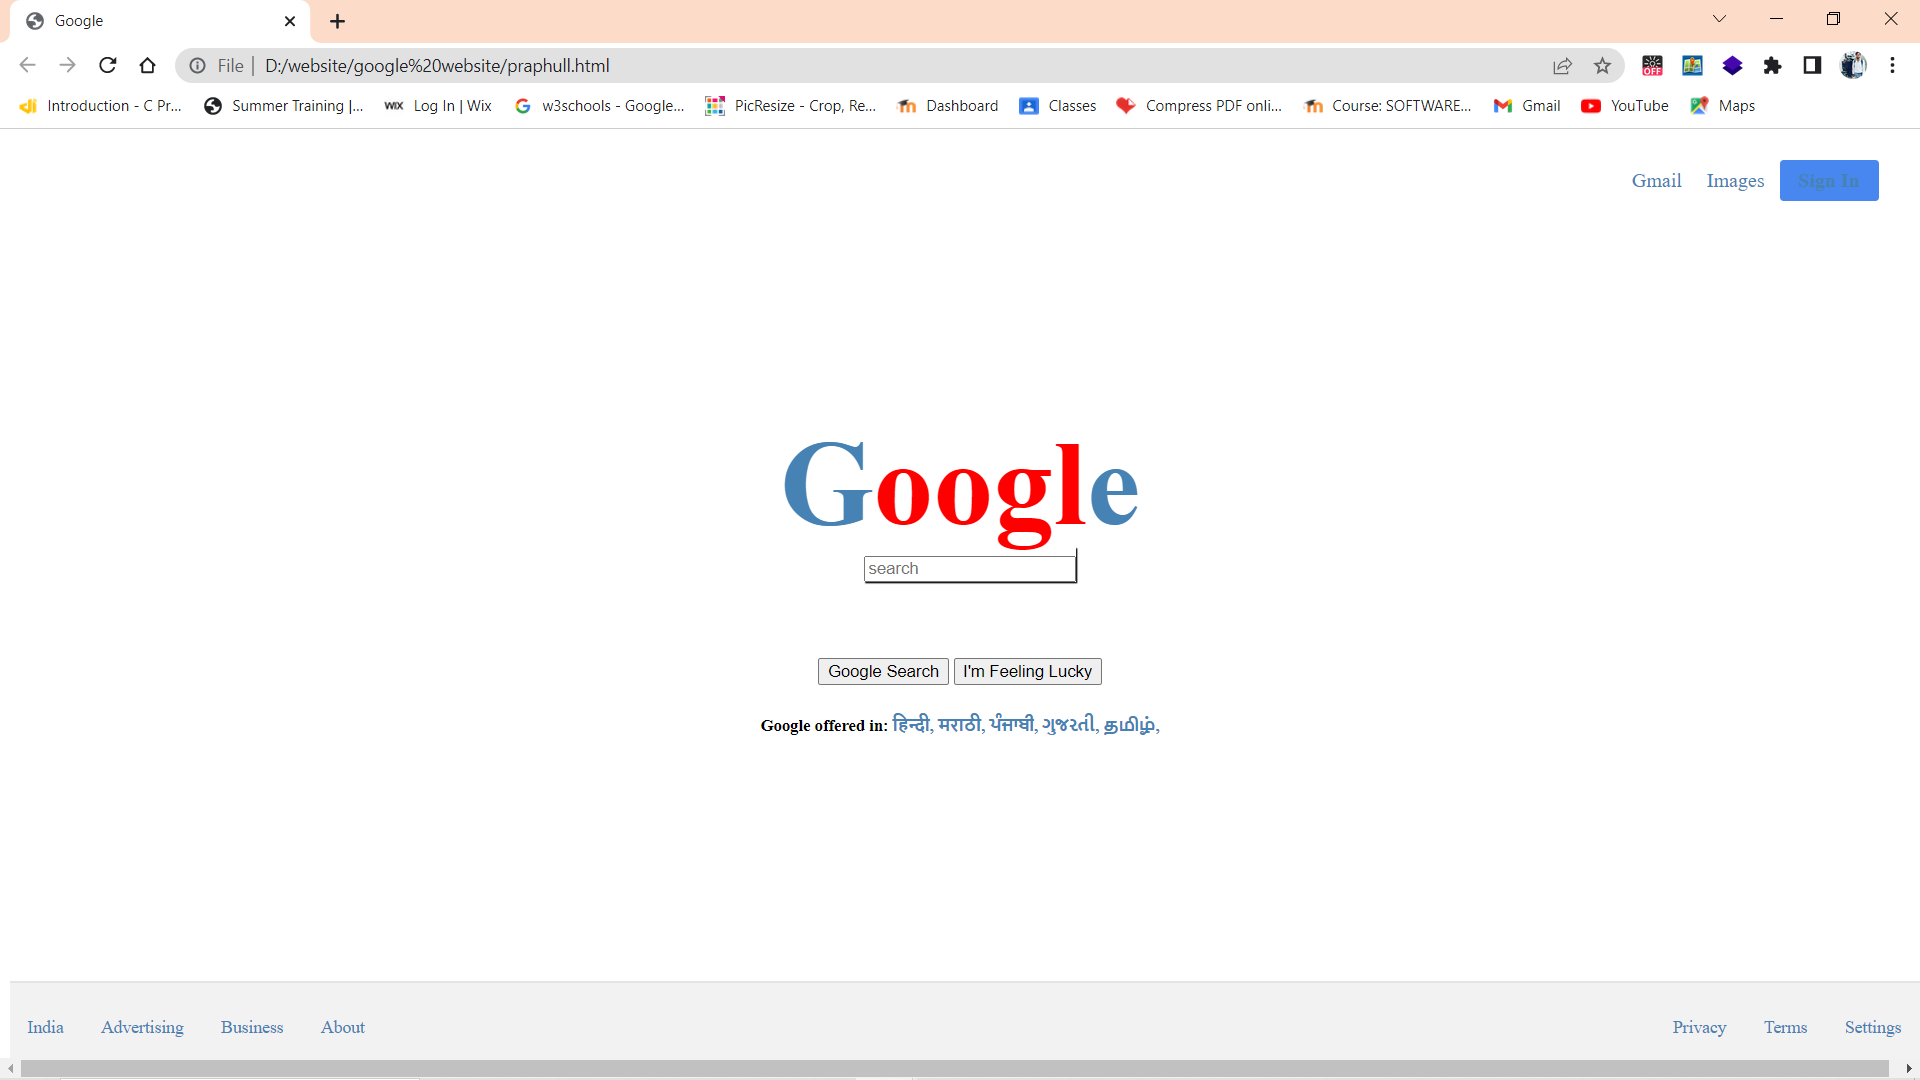 Google
File | D:/website/google%20website/praphull.html
Introduction - C Pr... Summer Training |... WIX Log In | Wix w3schools - Google... PicResize - Crop, Re... Dashboard Classes Compress PDF onli... Course: SOFTWARE... Gmail YouTube Maps
OFF
Gmail Images Sign In
Google
search
Google Search I'm Feeling Lucky
Google offered in: हिन्दी, मराठी, ਪੰਜਾਬੀ, ગુજરતી, தமிழ்,
India Advertising Business About Privacy Terms Settings